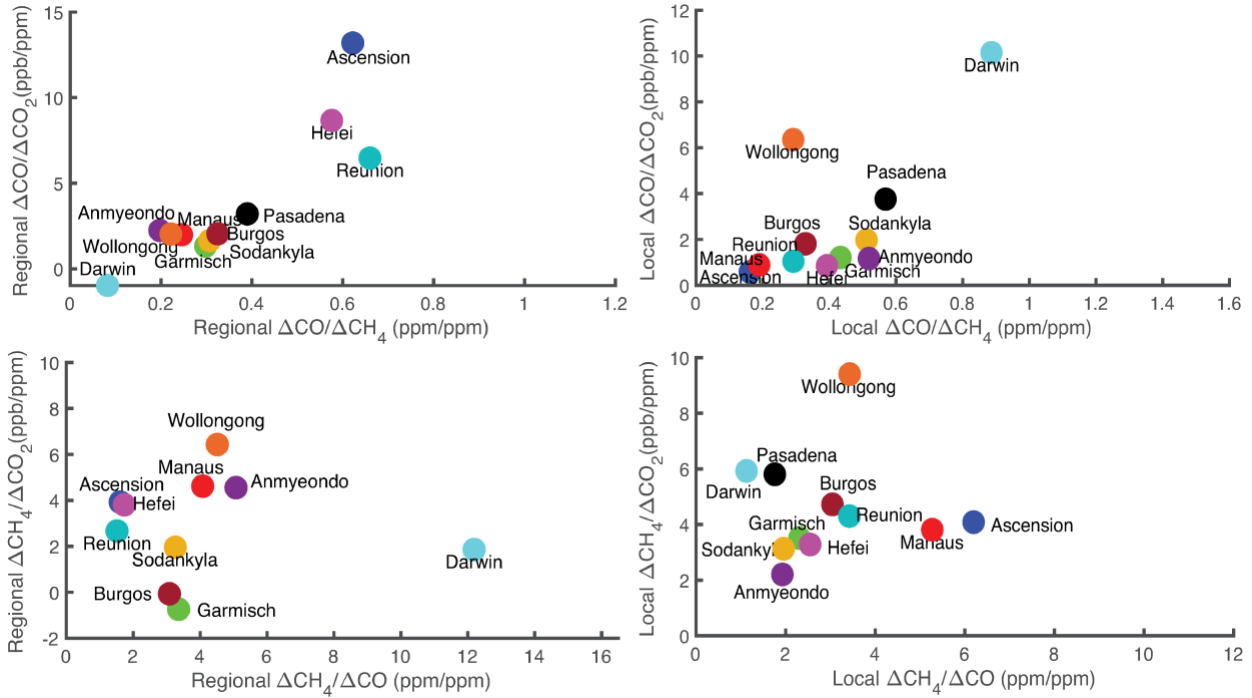 15
10
5
0
Regional ΔCO/ΔCO2(ppb/ppm)
Ascension
Hefei
Reunion
Anmyeondo
Manaus
Pasadena
Wollongong
Burgos
Garmisch
Sodankyla
Darwin
0 0.2 0.4 0.6 0.8 1 1.2
Regional ΔCO/ΔCH4 (ppm/ppm)
12
10
8
6
4
2
0
Local ΔCO/ΔCO2(ppb/ppm)
Darwin
Wollongong
Pasadena
Burgos
Sodankyla
Reunion
Manaus
Anmyeondo
Ascension
Hefei
Garmisch
0 0.2 0.4 0.6 0.8 1 1.2 1.4 1.6
Local ΔCO/ΔCH4 (ppm/ppm)
10
8
6
4
2
0
-2
Regional ΔCH4/ΔCO2(ppb/ppm)
Wollongong
Manaus
Ascension
Anmyeondo
Hefei
Reunion
Sodankyla
Darwin
Burgos
Garmisch
0 2 4 6 8 10 12 14 16
Regional ΔCH4/ΔCO (ppm/ppm)
10
8
6
4
2
0
Local ΔCH4/ΔCO2(ppb/ppm)
Wollongong
Pasadena
Darwin
Burgos
Garmisch
Reunion
Ascension
Sodankyl
Hefei
Manaus
Anmyeondo
0 2 4 6 8 10 12
Local ΔCH4/ΔCO (ppm/ppm)